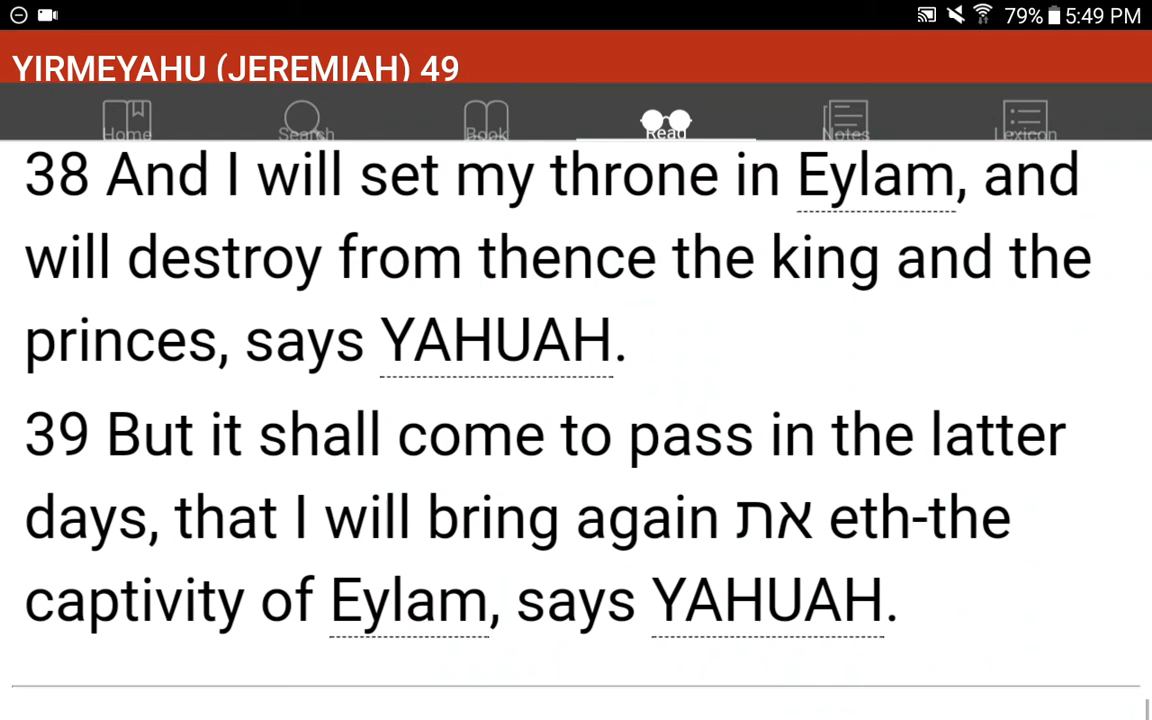 79% 5:49 PM
YIRMEYAHU (JEREMIAH) 49
Home Search Book Read Notes Lexicon
38 And I will set my throne in Eylam, and
will destroy from thence the king and the
princes, says YAHUAH.
39 But it shall come to pass in the latter
days, that I will bring again את eth-the
captivity of Eylam, says YAHUAH.